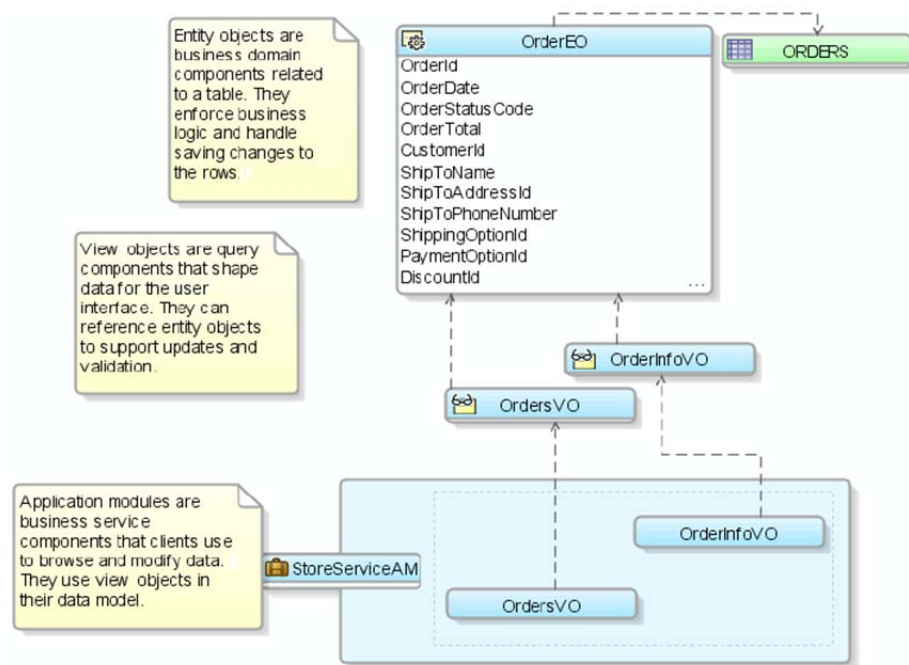 Entity objects are
business domain
components related
to a table. They
enforce business
logic and handle
saving changes to
the rows.
OrderEO
OrderId
OrderDate
OrderStatusCode
OrderTotal
CustomerId
ShipToName
ShipToAddressId
ShipToPhoneNumber
ShippingOptionId
PaymentOptionId
DiscountId
...
ORDERS
View objects are query
components that shape
data for the user
interface. They can
reference entity objects
to support updates and
validation.
OrderInfoVO
OrdersVO
Application modules are
business service
components that clients use
to browse and modify data.
They use view objects in
their data model.
StoreServiceAM
OrderInfoVO
OrdersVO